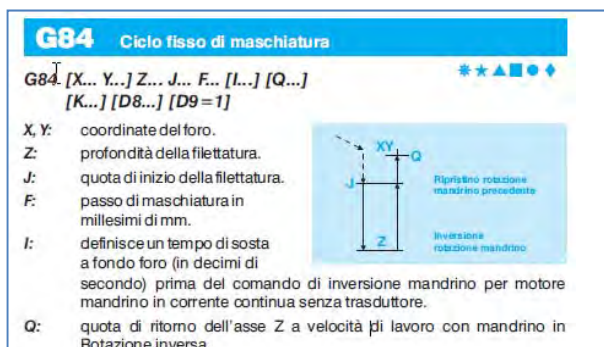 G84 Ciclo fisso di maschiatura
G84 [X... Y...] Z... J... F... [I...] [Q...]
[K...] [D8...] [D9=1]
X, Y: coordinate del foro.
Z: profondità della filettatura.
J: quota di inizio della filettatura.
F: passo di maschiatura in
millesimi di mm.
I: definisce un tempo di sosta
a fondo foro (in decimi di
secondo) prima del comando di inversione mandrino per motore
mandrino in corrente continua senza trasduttore.
Q: quota di ritorno dell'asse Z a velocità di lavoro con mandrino in
Rotazione inversa
XY
Q
J
Ripristino rotazione
mandrino precedente
Z
Inversione
rotazione mandrino